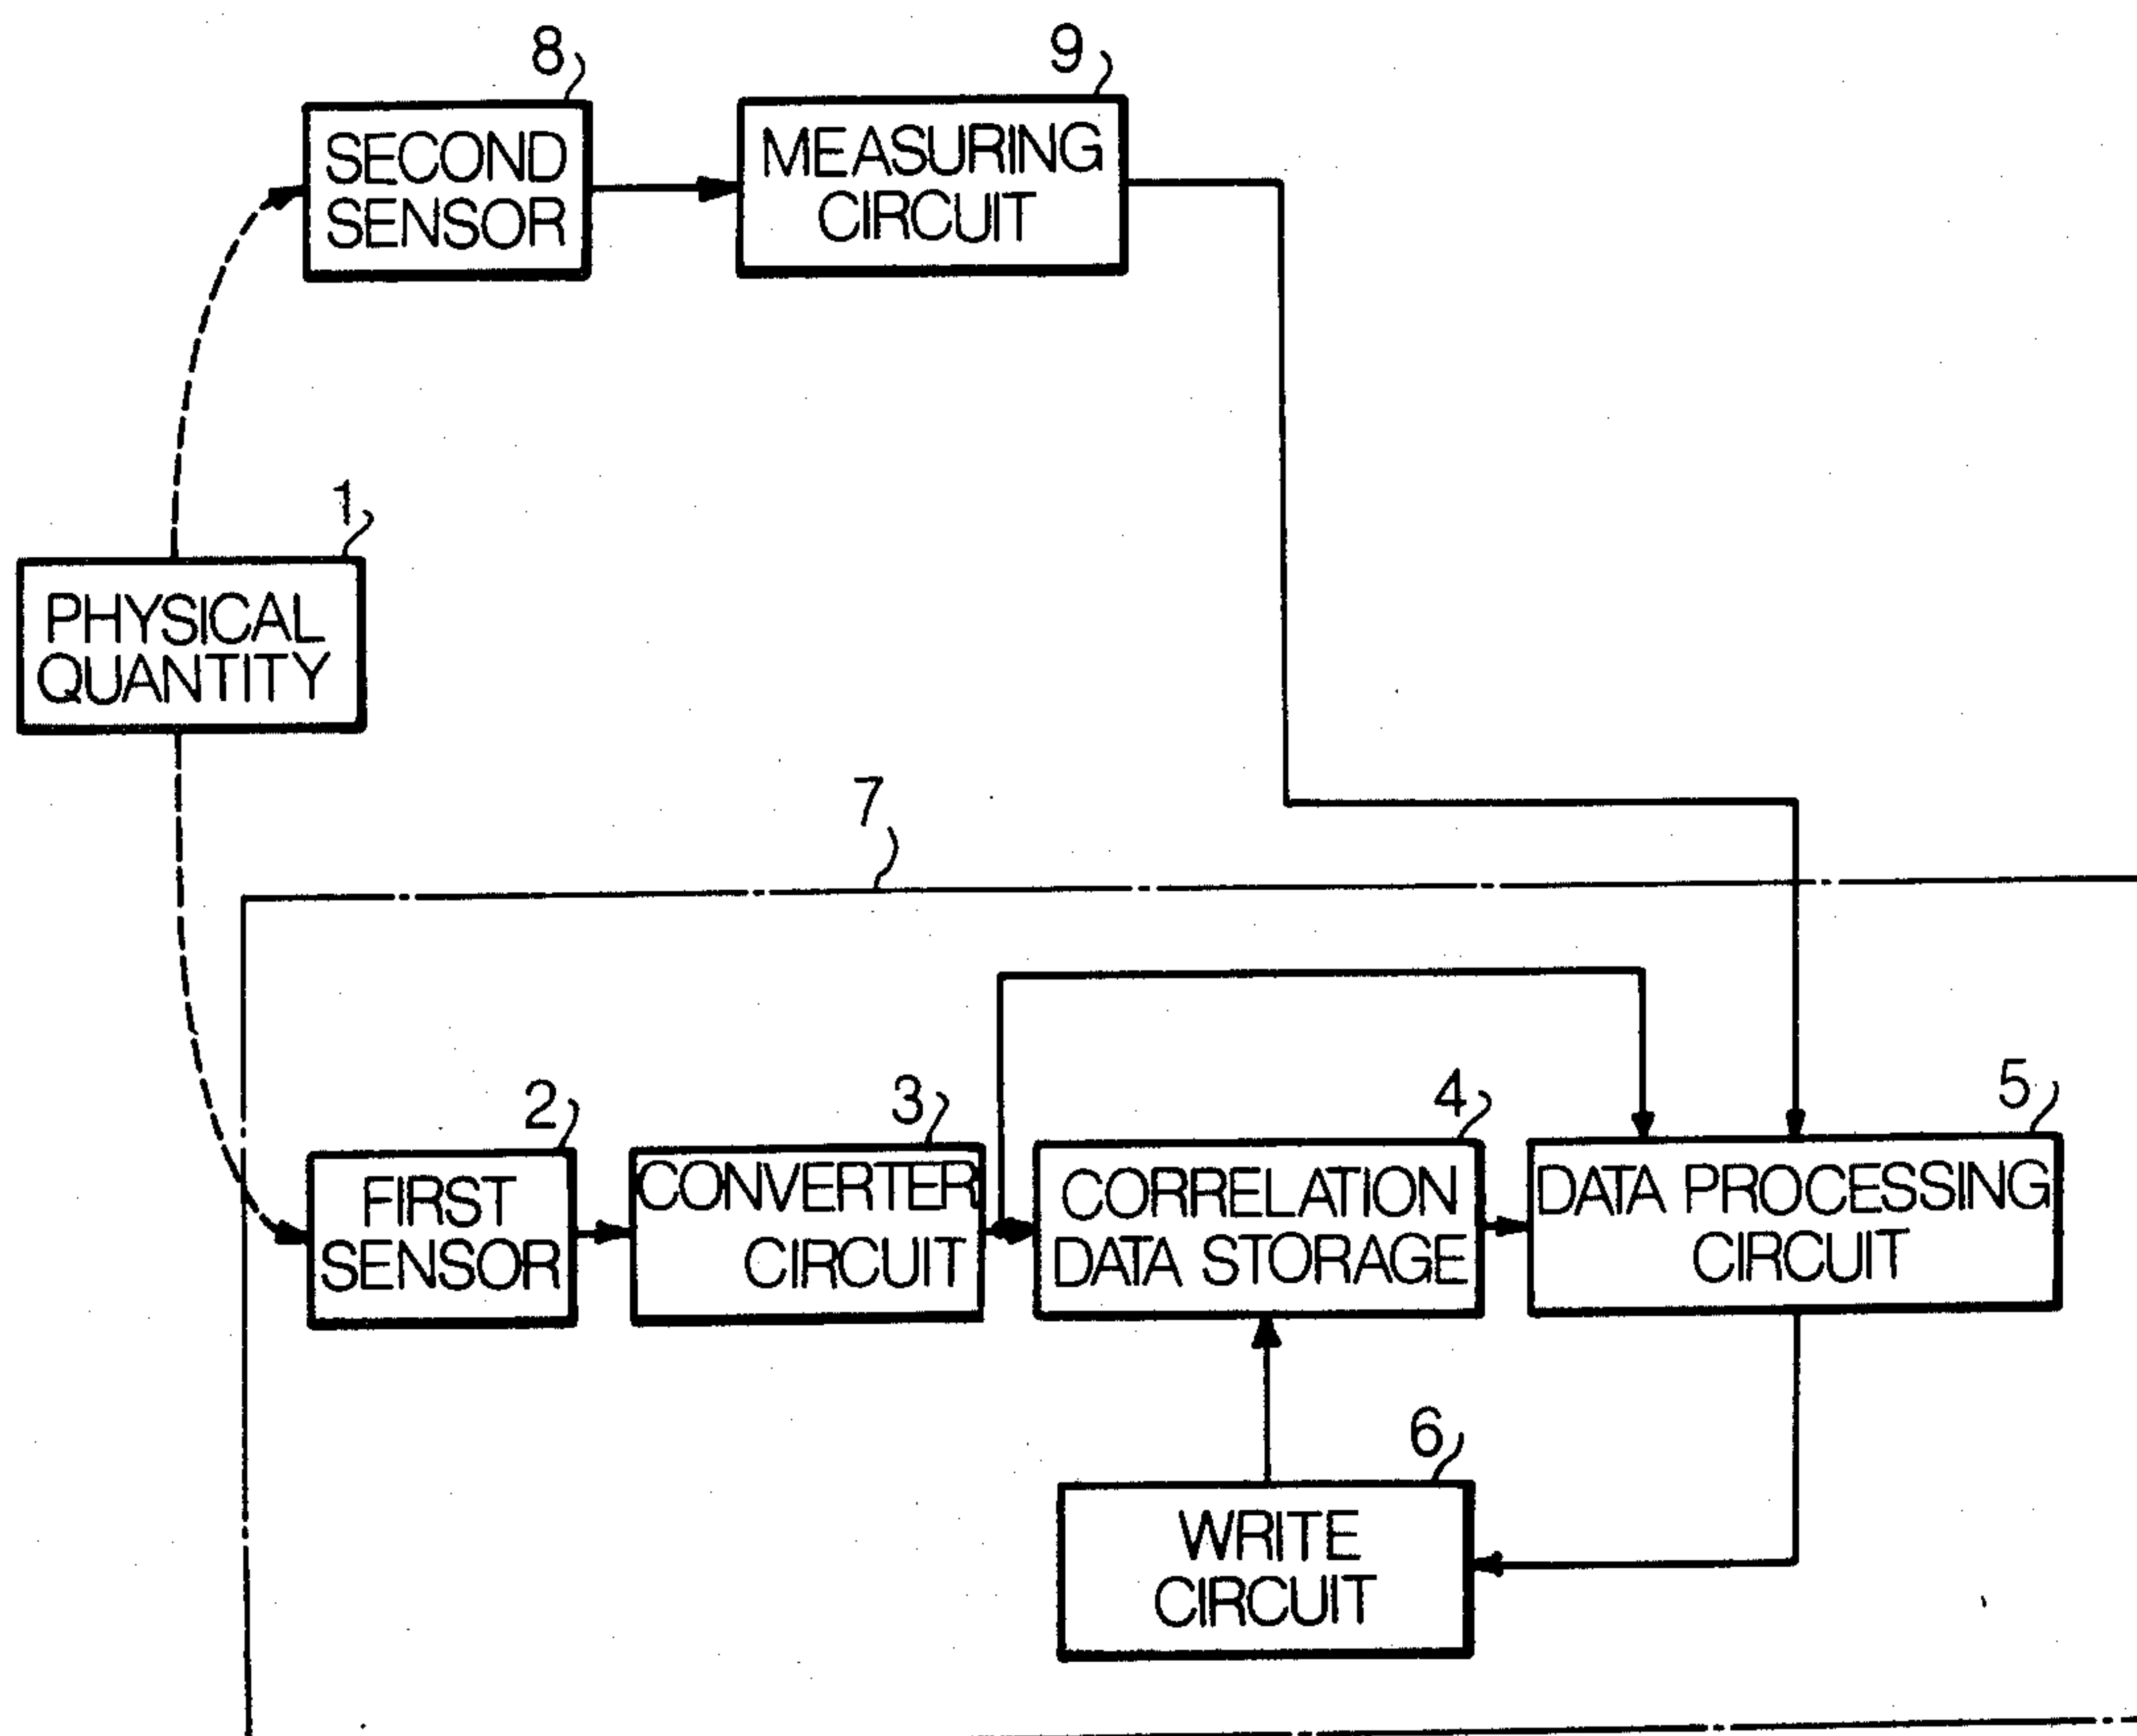 8
SECOND
SENSOR
9
MEASURING
CIRCUIT
1
PHYSICAL
QUANTITY
7
2
FIRST
SENSOR
3
CONVERTER
CIRCUIT
4
CORRELATION
DATA STORAGE
5
DATA PROCESSING
CIRCUIT
6
WRITE
CIRCUIT